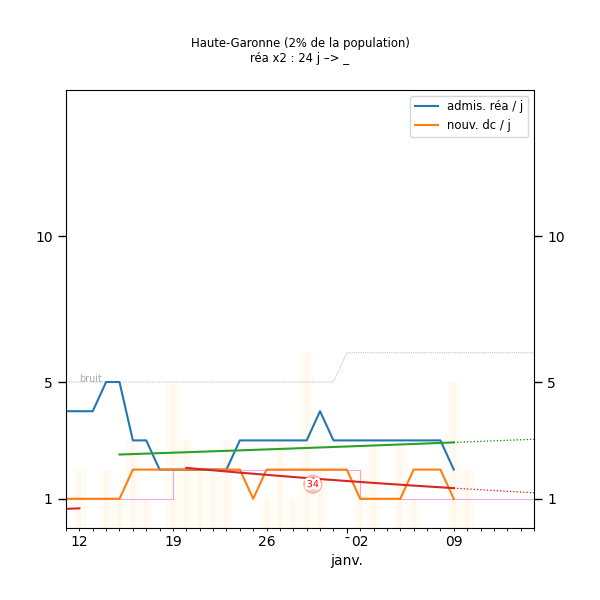 Haute-Garonne (2% de la population)
réa x2 : 24 j –> _
admis. réa / j
nouv. dc / j
10
10
bruit
5
5
34
1
1
12
19
26
02
09
janv.